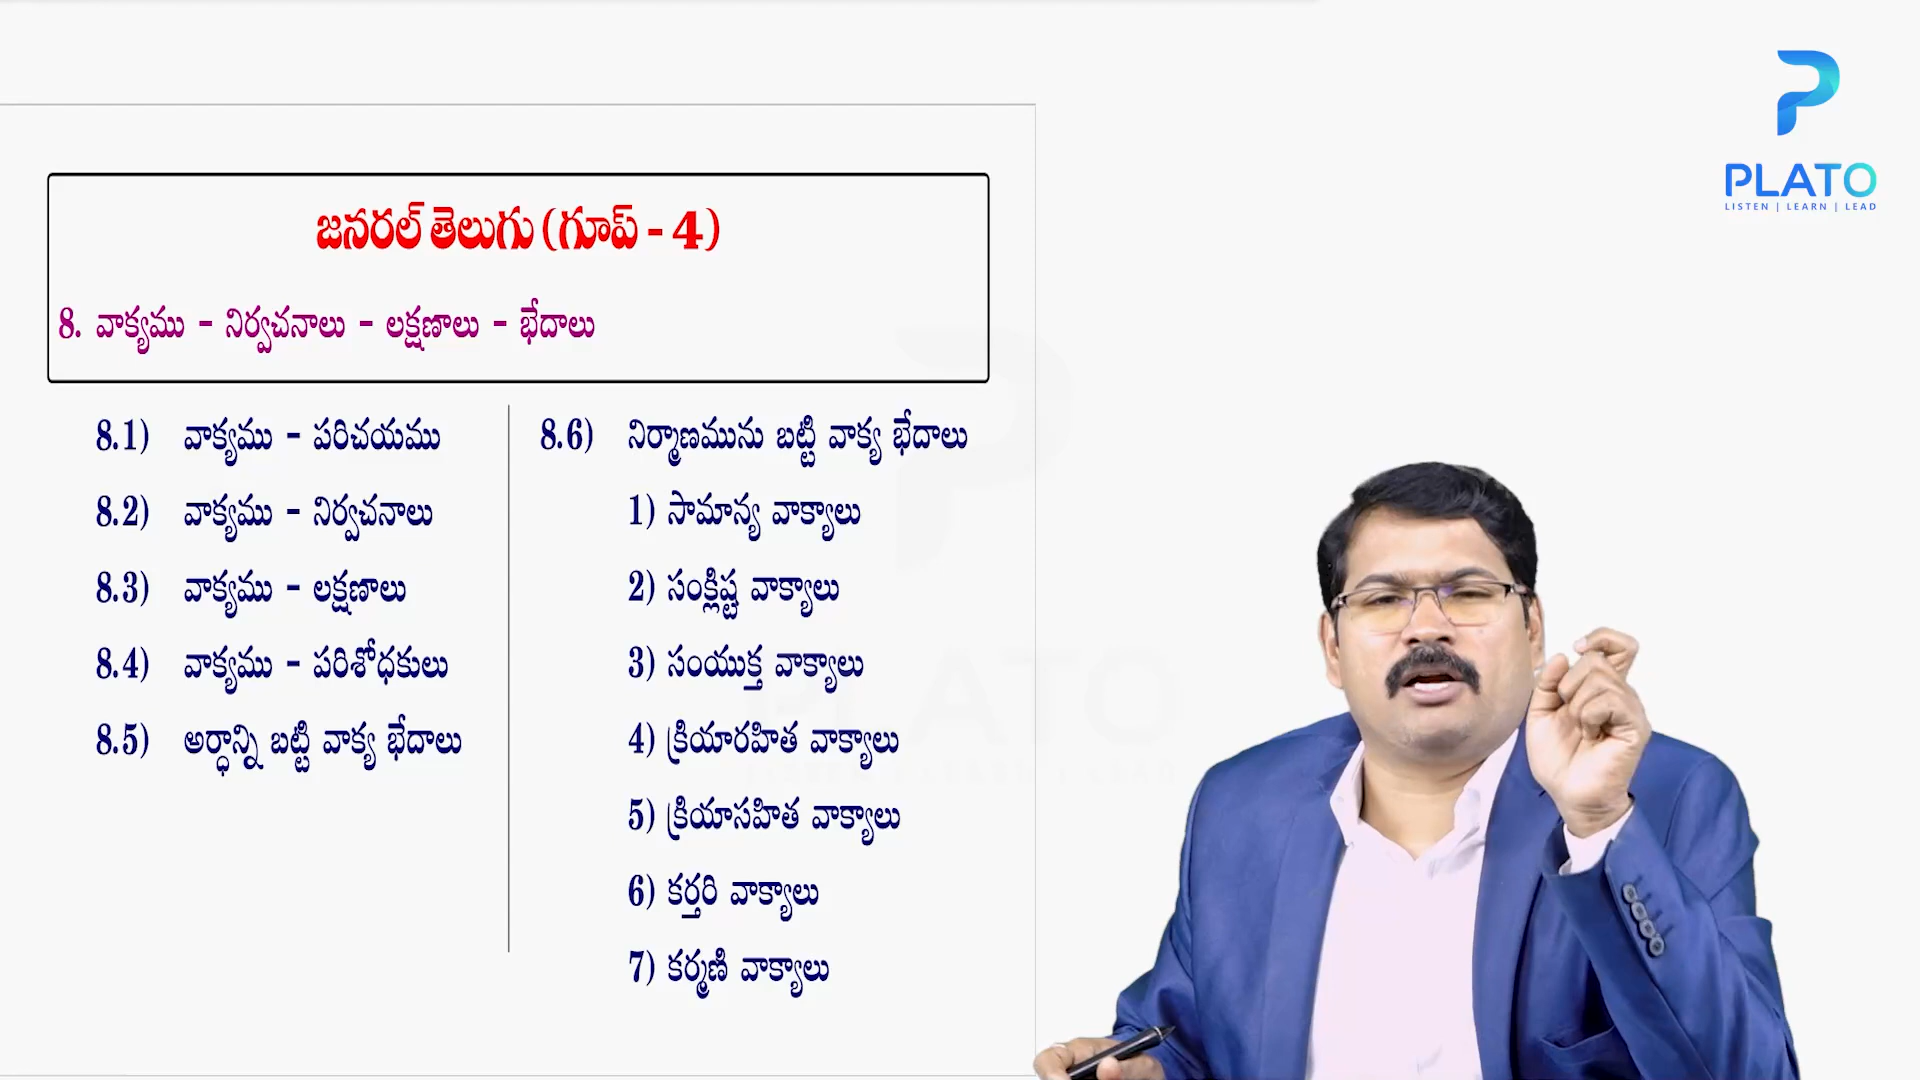 PLATO
LISTEN | LEARN | LEAD
జనరల్ తెలుగు (గూప్ - 4)
8. వాక్యము - నిర్వచనాలు - లక్షణాలు - భేదాలు
8.1) వాక్యము - పరిచయము
8.2) వాక్యము - నిర్వచనాలు
8.3) వాక్యము - లక్షణాలు
8.4) వాక్యము - పరిశోధకులు
8.5) అర్ధాన్ని బట్టి వాక్య భేదాలు
8.6) నిర్మాణమును బట్టి వాక్య భేదాలు
1) సామాన్య వాక్యాలు
2) సంక్లిష్ట వాక్యాలు
3) సంయుక్త వాక్యాలు
4) క్రియారహిత వాక్యాలు
5) క్రియాసహిత వాక్యాలు
6) కర్తరి వాక్యాలు
7) కర్మణి వాక్యాలు